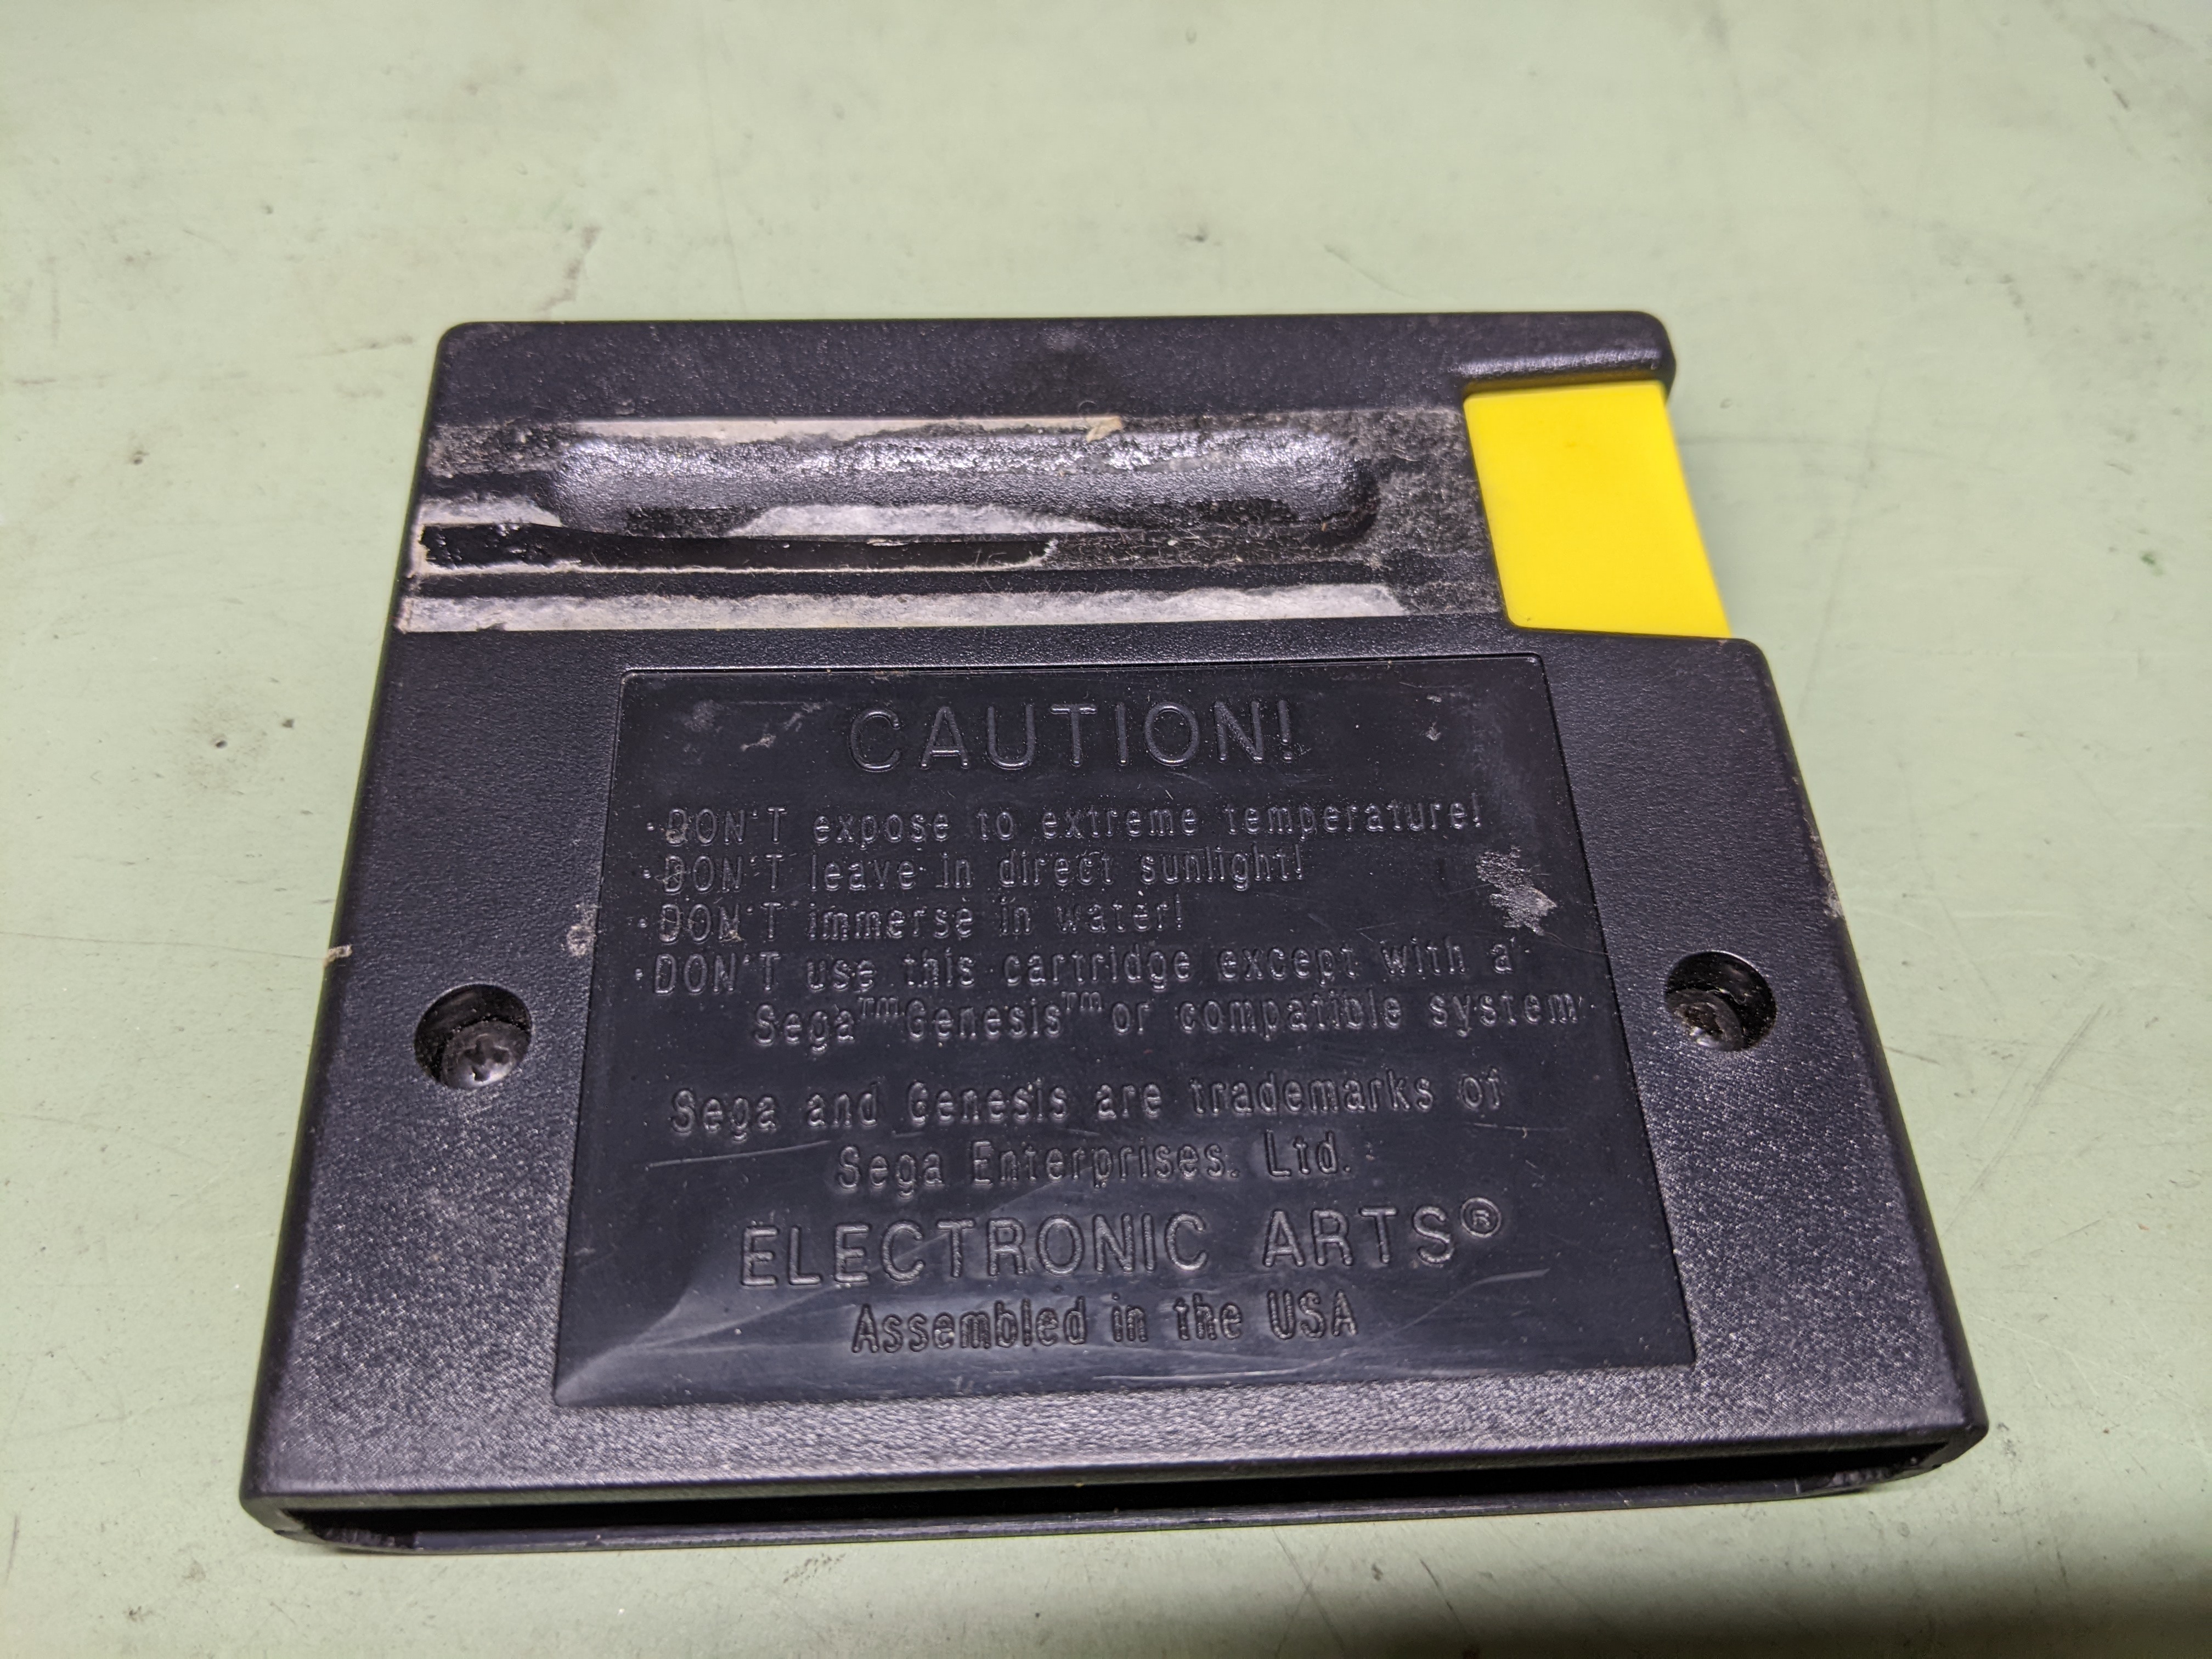 CAUTION!
·DON'T expose to extreme temperature!
·DON'T leave in direct sunlight!
·DON'T immerse in water!
·DON'T use this cartridge except with a
Sega™ Genesis™ or compatible system
Sega and Genesis are trademarks of
Sega Enterprises. Ltd.
ELECTRONIC ARTS®
Assembled in the USA